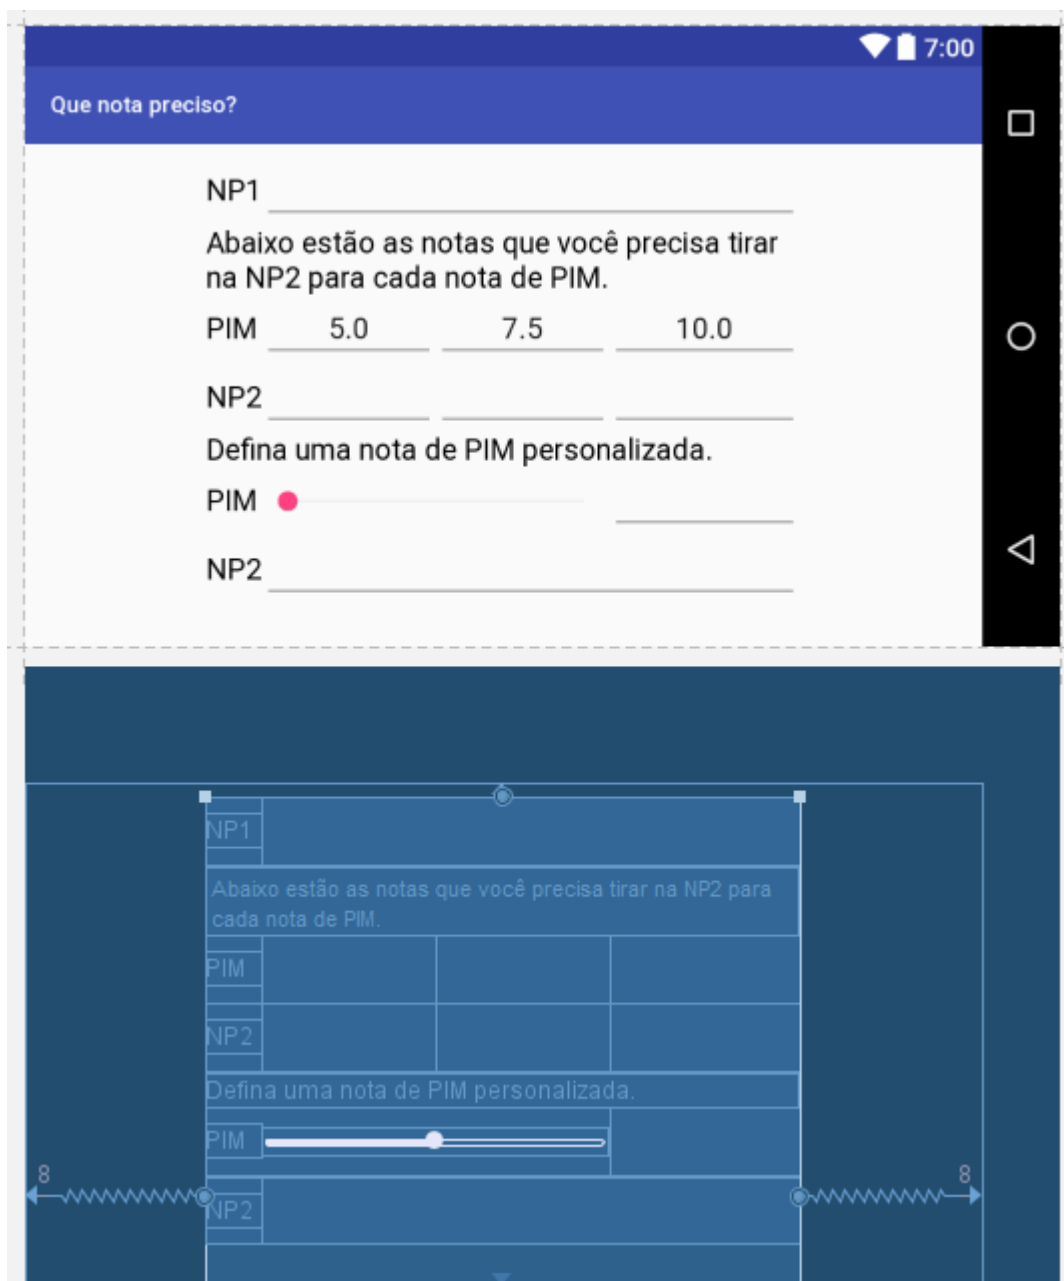 7:00
Que nota preciso?
NP1
Abaixo estão as notas que você precisa tirar
na NP2 para cada nota de PIM.
PIM 5.0 7.5 10.0
NP2
Defina uma nota de PIM personalizada.
PIM
NP2
NP1
Abaixo estão as notas que você precisa tirar na NP2 para
cada nota de PIM.
PIM
NP2
Defina uma nota de PIM personalizada.
PIM
8 8
NP2